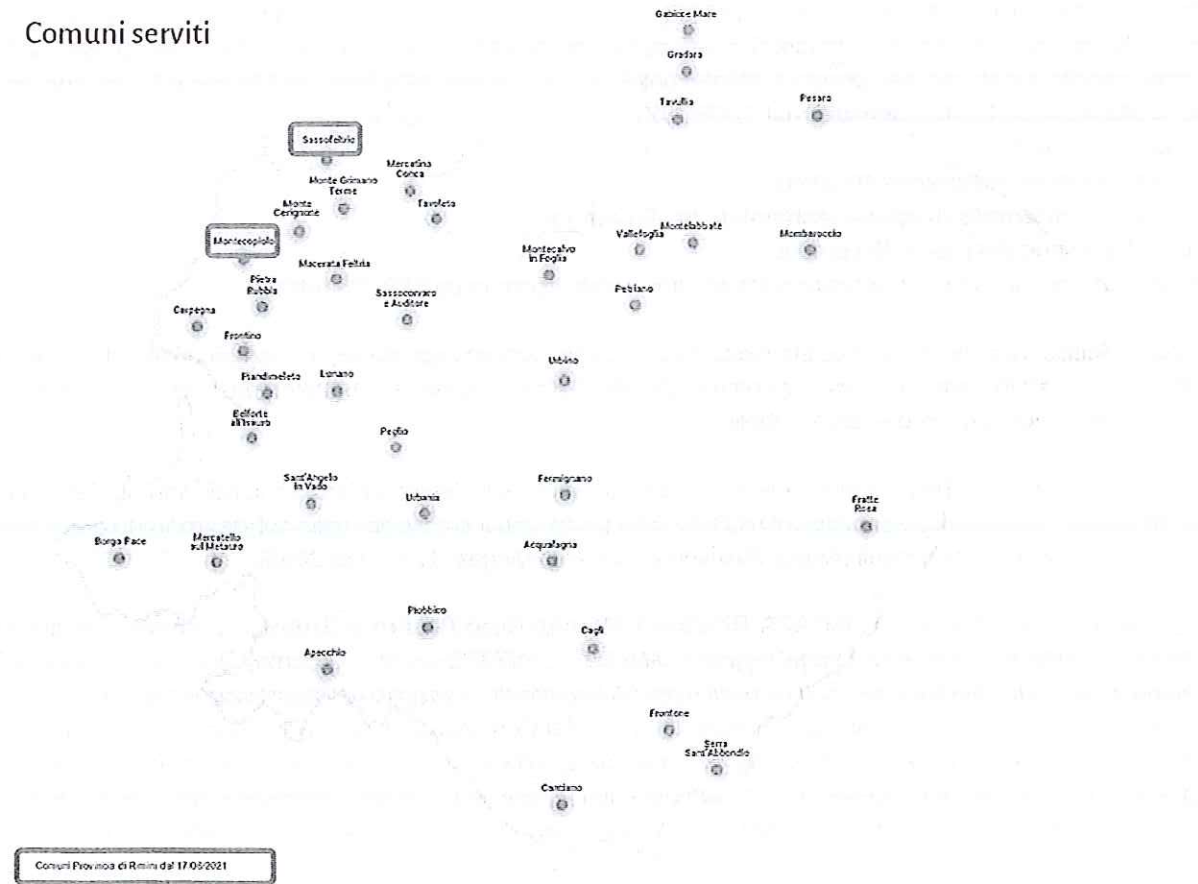 Comuni serviti
Gabicce Mare
Gradara
Tavullia
Pesaro
Sassofeltrio
Mercatino
Conca
Monte Grimano
Terme
Tavoleto
Monte
Cerignone
Montecopiolo
Vallefoglia
Montelabbate
Mombaroccio
Montecalvo
in Foglia
Macerata Feltria
Pietra
Rubbia
Sassocorvaro
e Auditore
Petriano
Carpegna
Frontino
Urbino
Piandimeleto
Lunano
Belforte
all'Isauro
Peglio
Sant'Angelo
in Vado
Urbania
Fermignano
Fratte
Rosa
Borgo Pace
Mercatello
sul Metauro
Acqualagna
Piobbico
Cagli
Apecchio
Frontone
Serra
Sant'Abbondio
Cantiano
Comuni Provincia di Rimini dal 17/06/2021